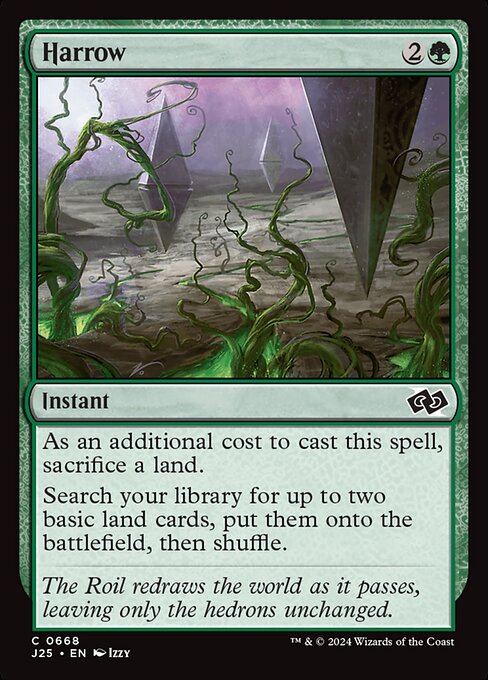 Harrow 2
Instant
As an additional cost to cast this spell,
sacrifice a land.
Search your library for up to two
basic land cards, put them onto the
battlefield, then shuffle.
The Roil redraws the world as it passes,
leaving only the hedrons unchanged.
C 0668
J25 • EN Izzy
™ & © 2024 Wizards of the Coast